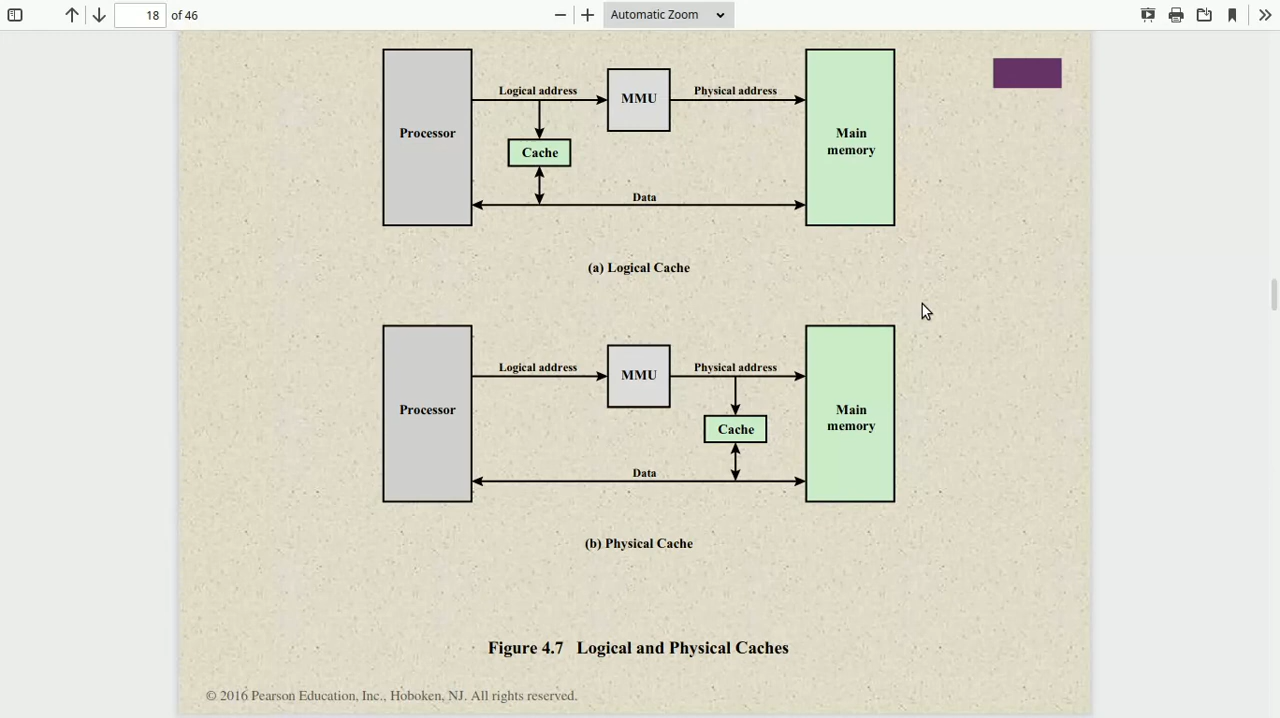 18 of 46
Automatic Zoom
Logical address
Physical address
MMU
Processor
Main
memory
Cache
Data
(a) Logical Cache
Logical address
Physical address
MMU
Processor
Main
memory
Cache
Data
(b) Physical Cache
Figure 4.7 Logical and Physical Caches
© 2016 Pearson Education, Inc., Hoboken, NJ. All rights reserved.